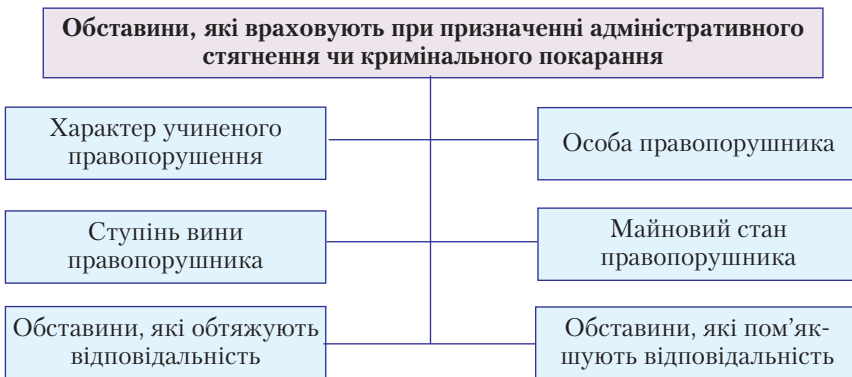 Обставини, які враховують при призначенні адміністративного
стягнення чи кримінального покарання
Характер учиненого
правопорушення
Особа правопорушника
Ступінь вини
правопорушника
Майновий стан
правопорушника
Обставини, які обтяжують
відповідальність
Обставини, які пом’як-
шують відповідальність